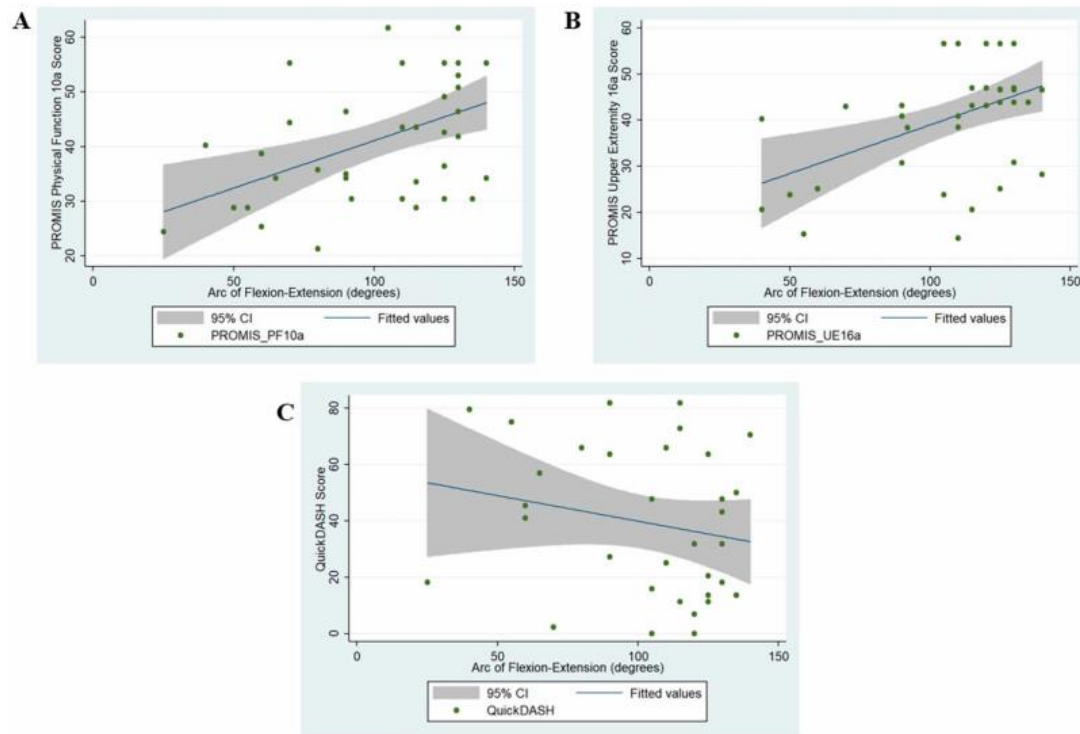 A
PROMIS Physical Function 10a Score
60
50
40
30
20
0
50
100
150
Arc of Flexion-Extension (degrees)
95% CI
Fitted values
PROMIS_PF10a
B
PROMIS Upper Extremity 16a Score
60
50
40
30
20
10
0
50
100
150
Arc of Flexion-Extension (degrees)
95% CI
Fitted values
PROMIS_UE16a
C
QuickDASH Score
80
60
40
20
0
0
50
100
150
Arc of Flexion-Extension (degrees)
95% CI
Fitted values
QuickDASH